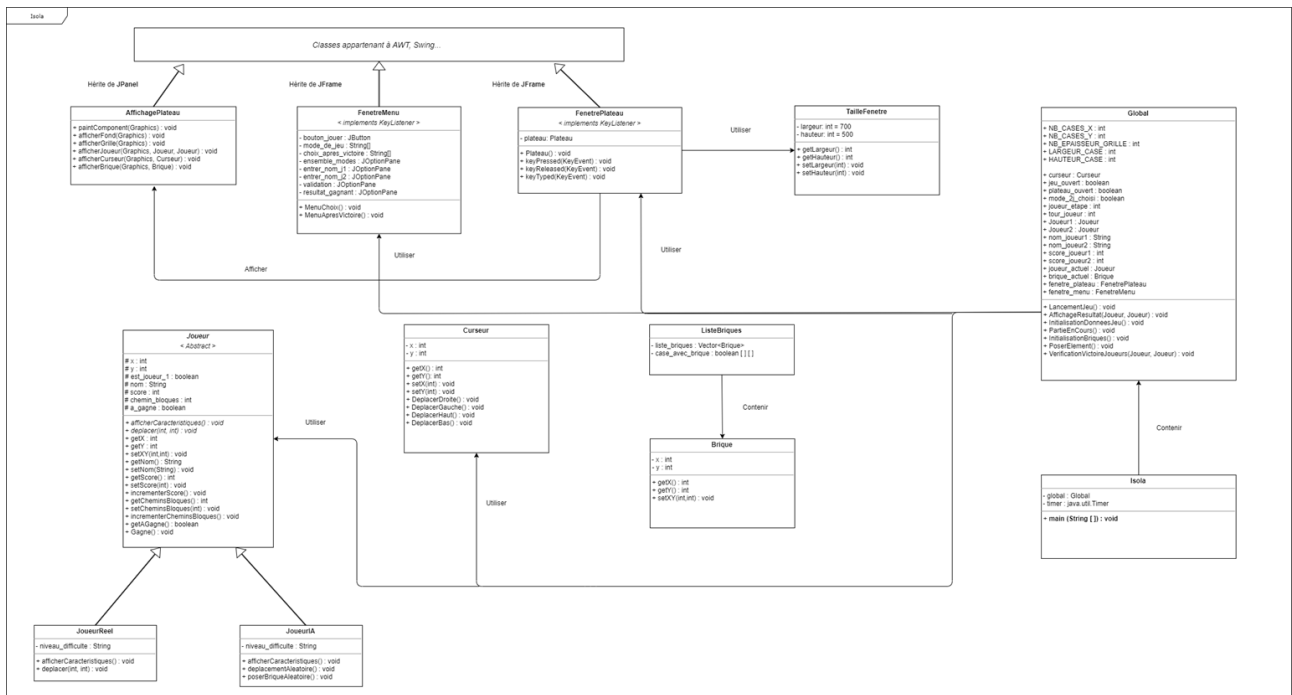 Isola
Classes appartenant à AWT, Swing...
Hérite de JPanel
Hérite de JFrame
Hérite de JFrame
AffichagePlateau
+ paintComponent(Graphics) : void
+ afficherFond(Graphics) : void
+ afficherGrille(Graphics) : void
+ afficherJoueur(Graphics, Joueur, Joueur) : void
+ afficherCurseur(Graphics, Curseur) : void
+ afficherBrique(Graphics, Brique) : void
FenetreMenu
< implements KeyListener >
- bouton_jouer : JButton
- mode_de_jeu : String[]
- choix_apres_victoire : String[]
- ensemble_modes : JOptionPane
- entrer_nom_j1 : JOptionPane
- entrer_nom_j2 : JOptionPane
- validation : JOptionPane
- resultat_gagnant : JOptionPane
+ MenuChoix() : void
+ MenuApresVictoire() : void
FenetrePlateau
< implements KeyListener >
- plateau: Plateau
+ Plateau() : void
+ keyPressed(KeyEvent) : void
+ keyReleased(KeyEvent) : void
+ keyTyped(KeyEvent) : void
Utiliser
TailleFenetre
- largeur: int = 700
- hauteur: int = 500
+ getLargeur() : int
+ getHauteur() : int
+ setLargeur(int) : void
+ setHauteur(int) : void
Global
+ NB_CASES_X : int
+ NB_CASES_Y : int
+ NB_EPAISSEUR_GRILLE : int
+ LARGEUR_CASE : int
+ HAUTEUR_CASE : int
+ curseur : Curseur
+ jeu_ouvert : boolean
+ plateau_ouvert : boolean
+ mode_2j_choisi : boolean
+ joueur_etape : int
+ tour_joueur : int
+ Joueur1 : Joueur
+ Joueur2 : Joueur
+ nom_joueur1 : String
+ nom_joueur2 : String
+ score_joueur1 : int
+ score_joueur2 : int
+ joueur_actuel : Joueur
+ brique_actuel : Brique
+ fenetre_plateau : FenetrePlateau
+ fenetre_menu : FenetreMenu
+ LancementJeu() : void
+ AffichageResultat(Joueur, Joueur) : void
+ InitialisationDonneesJeu() : void
+ PartieEnCours() : void
+ InitialisationBriques() : void
+ PoserElement() : void
+ VerificationVictoireJoueurs(Joueur, Joueur) : void
Afficher
Utiliser
Utiliser
Joueur
< Abstract >
# x : int
# y : int
# est_joueur_1 : boolean
# nom : String
# score : int
# chemin_bloques : int
# a_gagne : boolean
+ afficherCaracteristiques() : void
+ deplacer(int, int) : void
+ getX : int
+ getY : int
+ setXY(int,int) : void
+ getNom() : String
+ setNom(String) : void
+ getScore() : int
+ setScore(int) : void
+ incrementerScore() : void
+ getCheminsBloques() : int
+ setCheminsBloques(int) : void
+ incrementerCheminsBloques() : void
+ getAGagne() : boolean
+ Gagne() : void
Utiliser
Curseur
- x : int
- y : int
+ getX() : int
+ getY(): int
+ setX(int) : void
+ setY(int) : void
+ DeplacerDroite() : void
+ DeplacerGauche() : void
+ DeplacerHaut() : void
+ DeplacerBas() : void
Utiliser
ListeBriques
- liste_briques : Vector<Brique>
- case_avec_brique : boolean [ ] [ ]
Contenir
Brique
- x : int
- y : int
+ getX() : int
+ getY() : int
+ setXY(int,int) : void
Contenir
Isola
- global : Global
- timer : java.util.Timer
+ main (String [ ]) : void
JoueurReel
- niveau_difficulte : String
+ afficherCaracteristiques() : void
+ deplacer(int, int) : void
JoueurIA
- niveau_difficulte : String
+ afficherCaracteristiques() : void
+ deplacementAleatoire() : void
+ poserBriqueAleatoire() : void